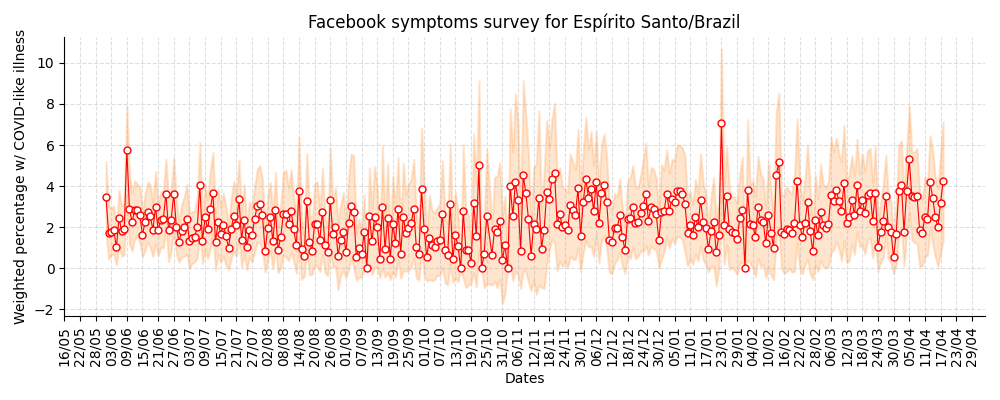 Facebook symptoms survey for Espírito Santo/Brazil
Weighted percentage w/ COVID-like illness
10
8
6
4
2
0
−2
16/05 22/05 28/05 03/06 09/06 15/06 21/06 27/06 03/07 09/07 15/07 21/07 27/07 02/08 08/08 14/08 20/08 26/08 01/09 07/09 13/09 19/09 25/09 01/10 07/10 13/10 19/10 25/10 31/10 06/11 12/11 18/11 24/11 30/11 06/12 12/12 18/12 24/12 30/12 05/01 11/01 17/01 23/01 29/01 04/02 10/02 16/02 22/02 28/02 06/03 12/03 18/03 24/03 30/03 05/04 11/04 17/04 23/04 29/04
Dates